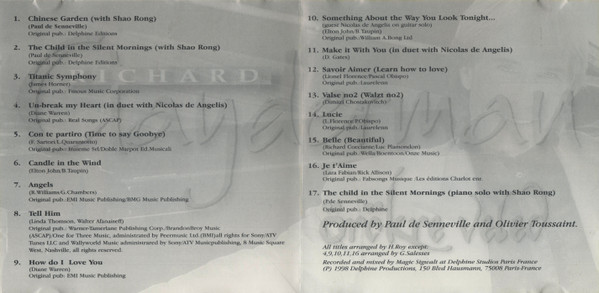 1. Chinese Garden (with Shao Rong)
(Paul de Senneville)
Original pub.: Delphine Editions
2. The Child in the Silent Mornings (with Shao Rong)
(Paul de Senneville)
Original pub.: Delphine Editions
3. Titanic Symphony
(James Horner)
Original pub.: Famous Music Corporation
4. Un-break my Heart (in duet with Nicolas de Angelis)
(Diane Warren)
Original pub.: Real Songs (ASCAP)
5. Con te partiro (Time to say Goobye)
(F. Sartori/L.Quarantotto)
Original pub.: Insieme Srl/Double Marpot Ed.Musicali
6. Candle in the Wind
(Elton John/B.Taupin)
7. Angels
(R.Williams/G.Chambers)
Original pub.: EMI Music Publishing/BMG Music Publishing
8. Tell Him
(Linda Thomson, Walter Afanasieff)
Original pub.: Warner-Tamerlane Publishing Corp./Brandonbrg Music
(ASCAP)/One for Three Music, administrated by Peermusic Ltd.(BMI)all rights for Sony/ATV
Tunes LLC and Wallyworld Music administrated by Sony/ATV Musicpublishing, 8 Music Square
West, Nashville, all rights reserved.
9. How do I Love You
(Diane Warren)
Original pub: EMI Music Publishing
RICHARD
10. Something About the Way You Look Tonight...
(guest Nicolas de Angelis on guitar solo)
(Elton John/B.Taupin)
Original pub: William A.Bong Ltd
11. Make it With You (in duet with Nicolas de Angelis)
(D. Gates)
12. Savoir Aimer (Learn how to love)
(Lionel Florence/Pascal Obispo)
Original pub.: Laurelenn
13. Valse no2 (Walzt no2)
(Dimitri Chostakovitch)
14. Lucie
(L.Florence P.Obispo)
Original pub.: Laurelenn
15. Belle (Beautiful)
(Richard Cocciante/Luc Plamondon)
16. Je t'Aime
(Lara Fabian/Rick Allison)
Original pub.: Fabsongs Musique /Les éditions Charlot ent.
17. The child in the Silent Mornings (piano solo with Shao Rong)
(P.de Senneville)
Original pub.: Delphine
Produced by Paul de Senneville and Olivier Toussaint.
All titles arranged by H.Roy except:
4,9,10,11,16 arranged by G.Salesses
Recorded and mixed by Magic Sigwalt at Delphine Studios Paris France
(P) 1998 Delphine Productions, 150 Blvd Hausmann, 75008 Paris-France